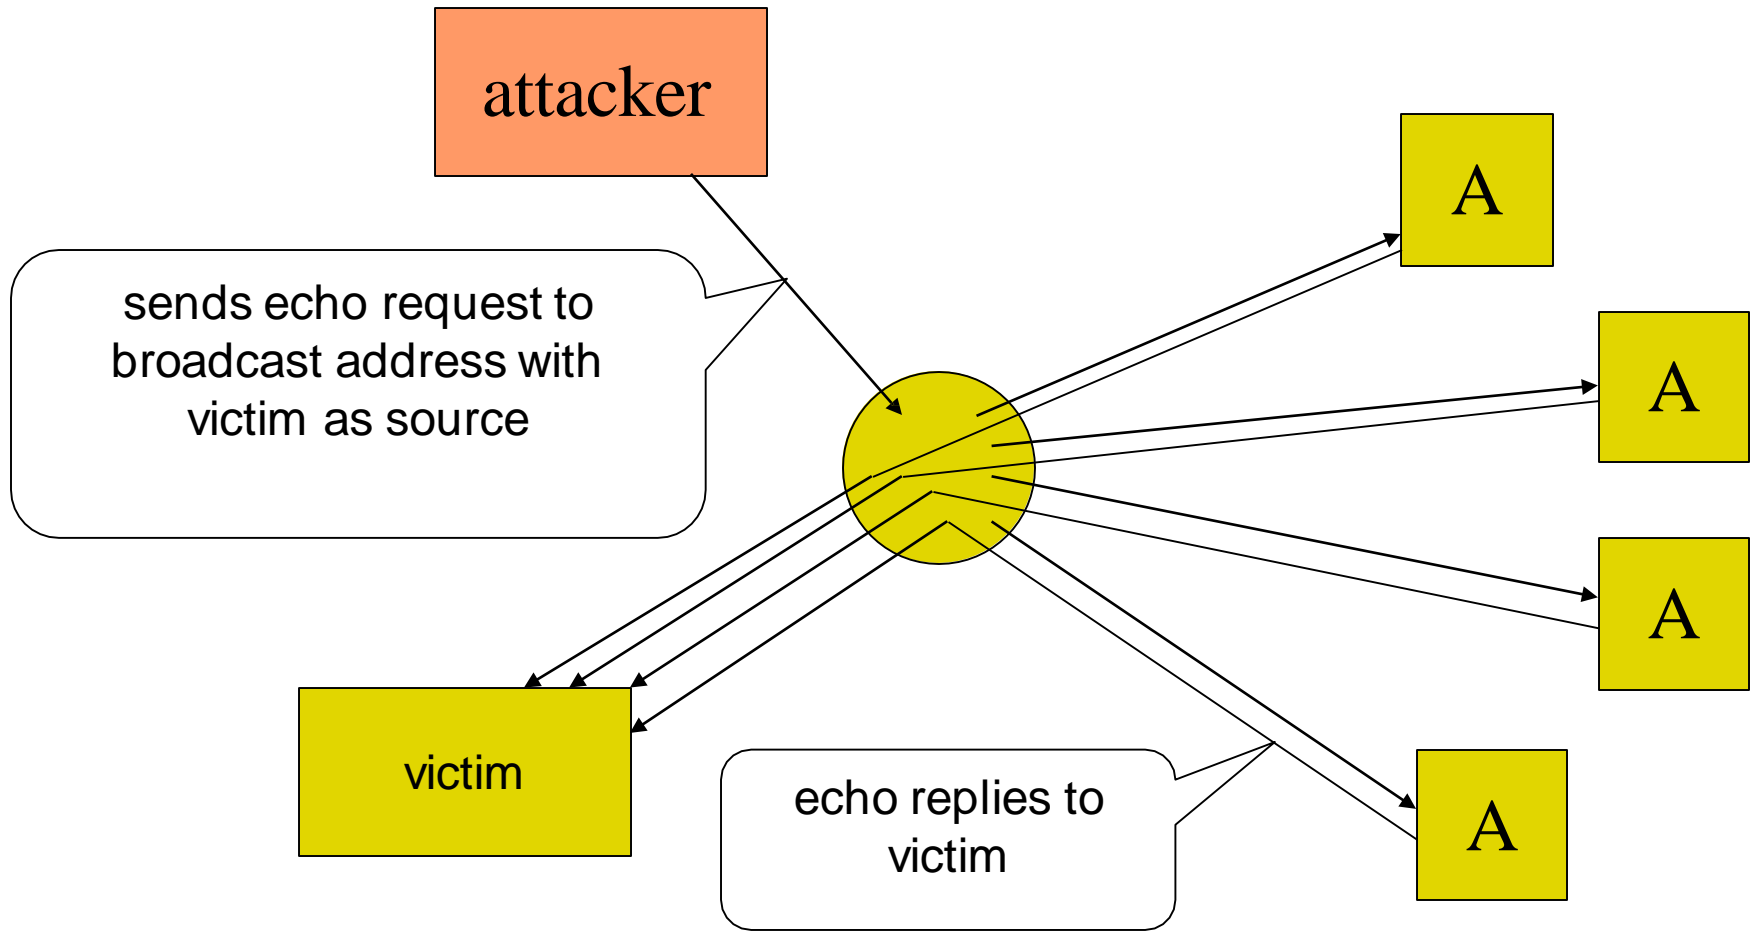 attacker
A
sends echo request to
broadcast address with
victim as source
A
A
victim
echo replies to
victim
A